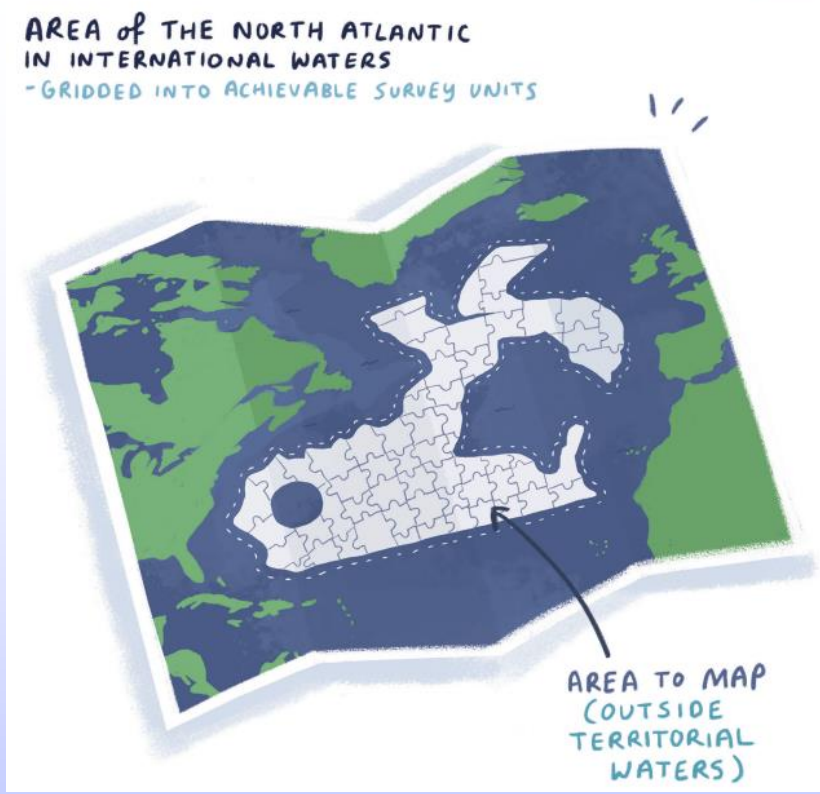 AREA of THE NORTH ATLANTIC
IN INTERNATIONAL WATERS
-GRIDDED INTO ACHIEVABLE SURVEY UNITS
AREA TO MAP
(OUTSIDE
TERRITORIAL
WATERS)